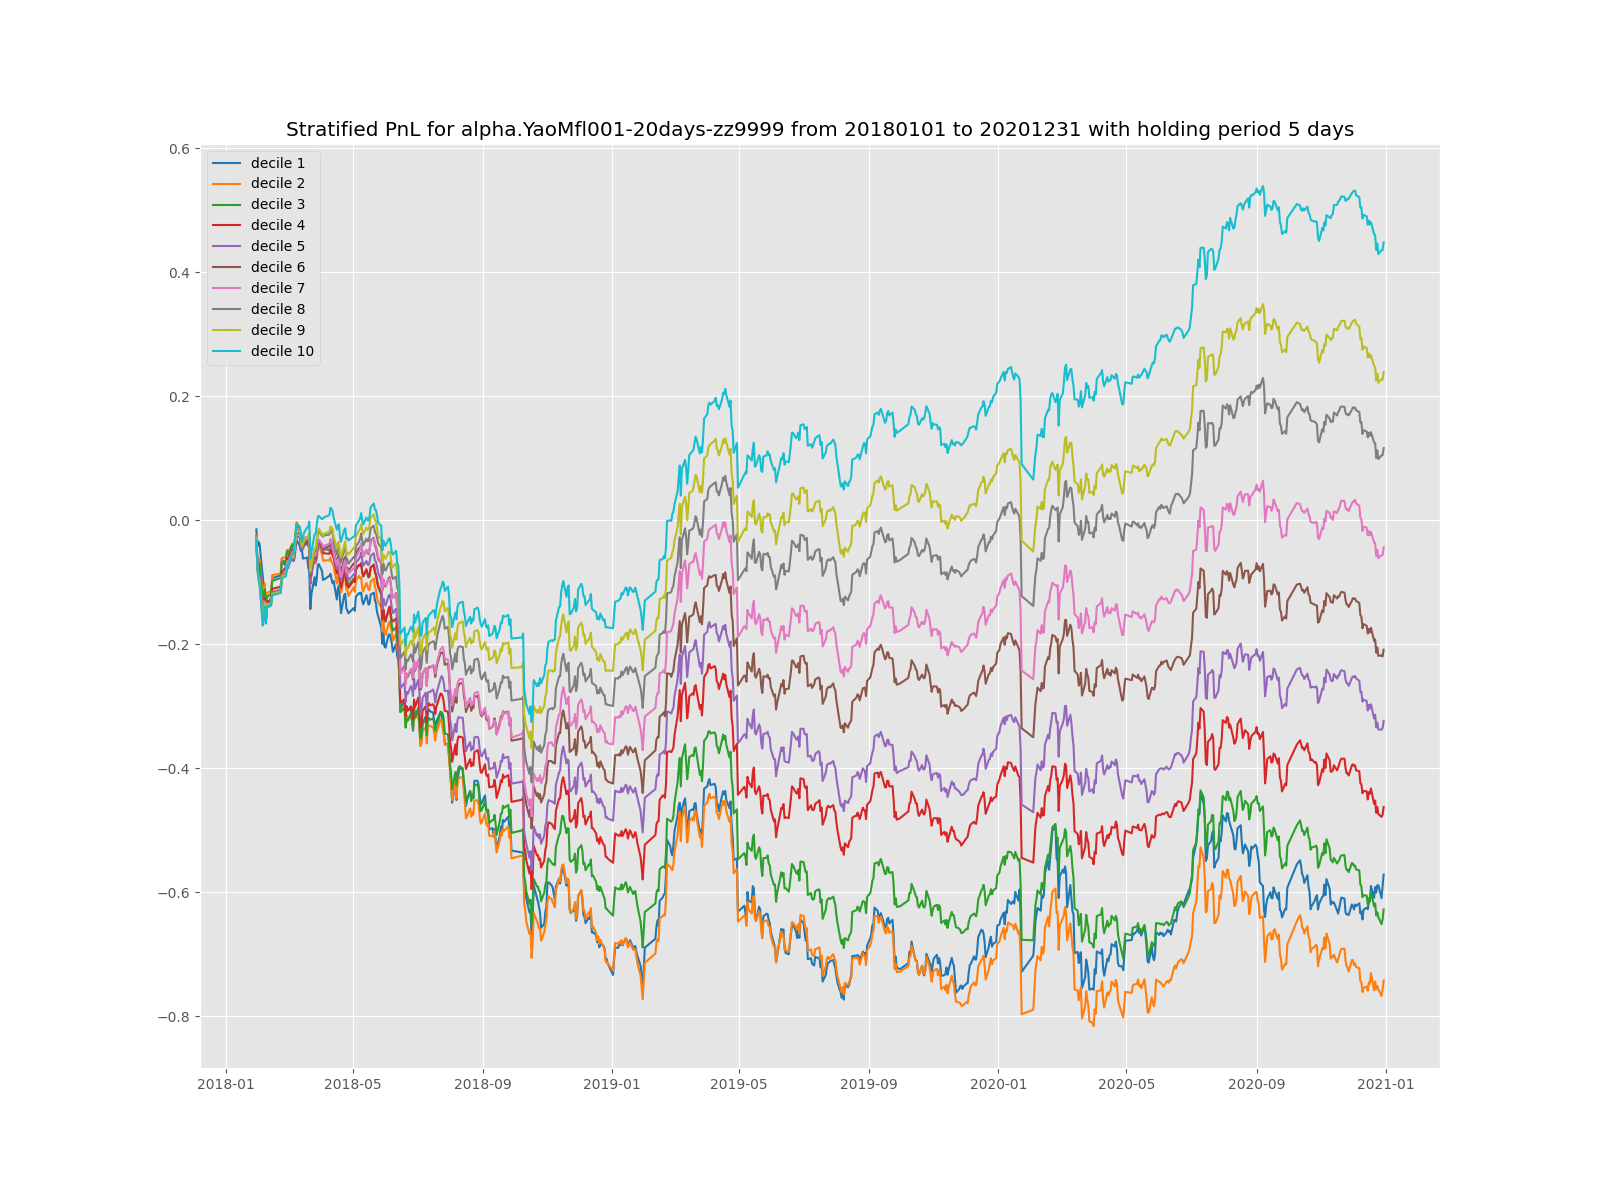 Stratified PnL for alpha.YaoMfl001-20days-zz9999 from 20180101 to 20201231 with holding period 5 days
0.6
0.4
0.2
0.0
−0.2
−0.4
−0.6
−0.8
decile 1
decile 2
decile 3
decile 4
decile 5
decile 6
decile 7
decile 8
decile 9
decile 10
2018-01 2018-05 2018-09 2019-01 2019-05 2019-09 2020-01 2020-05 2020-09 2021-01